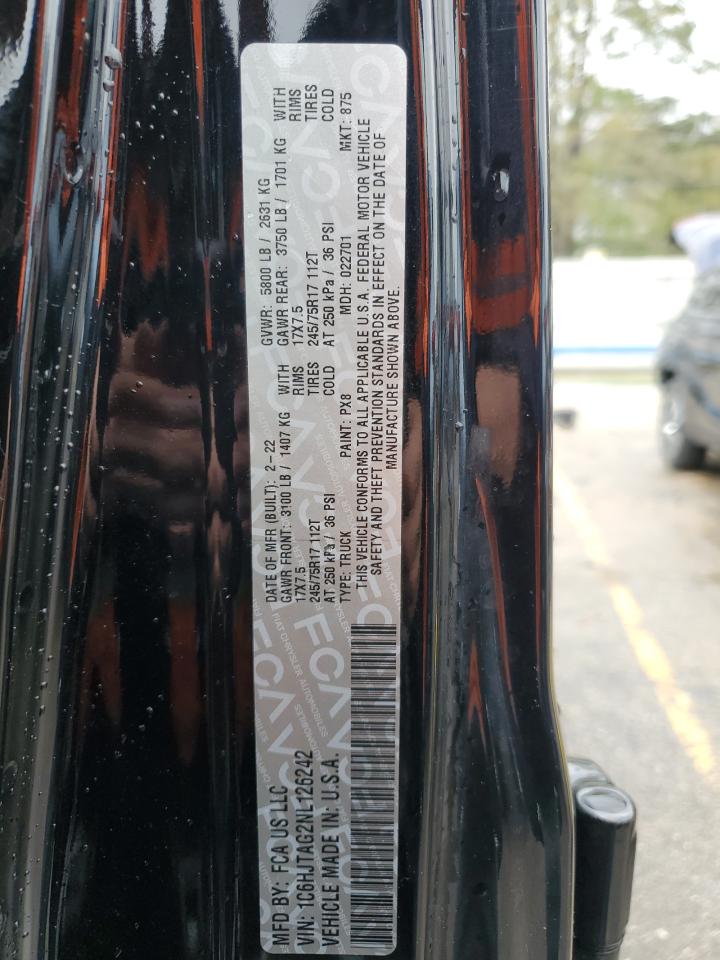 MFD BY: FCA US LLC
DATE OF MFR (BUILT): 2-22
GVWR: 5800 LB / 2631 KG
GAWR FRONT: 3100 LB / 1407 KG WITH
GAWR REAR: 3750 LB / 1701 KG WITH
17X7.5 RIMS
17X7.5 RIMS
245/75R17 112T TIRES
245/75R17 112T TIRES
AT 250 kPa / 36 PSI COLD
AT 250 kPa / 36 PSI COLD
VIN: 1C6HJTAG2NL126242
TYPE: TRUCK PAINT: PX8 MDH: 022701 MKT: 875
VEHICLE MADE IN: U.S.A.
THIS VEHICLE CONFORMS TO ALL APPLICABLE U.S.A. FEDERAL MOTOR VEHICLE
SAFETY AND THEFT PREVENTION STANDARDS IN EFFECT ON THE DATE OF
MANUFACTURE SHOWN ABOVE.